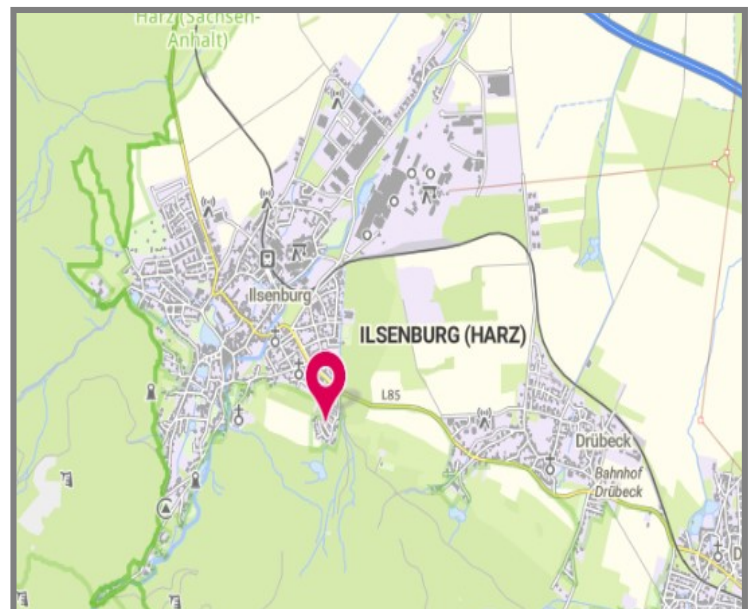 Harz (Sachsen-
Anhalt)
Ilsenburg
ILSENBURG (HARZ)
L85
Drübeck
Bahnhof
Drübeck
D